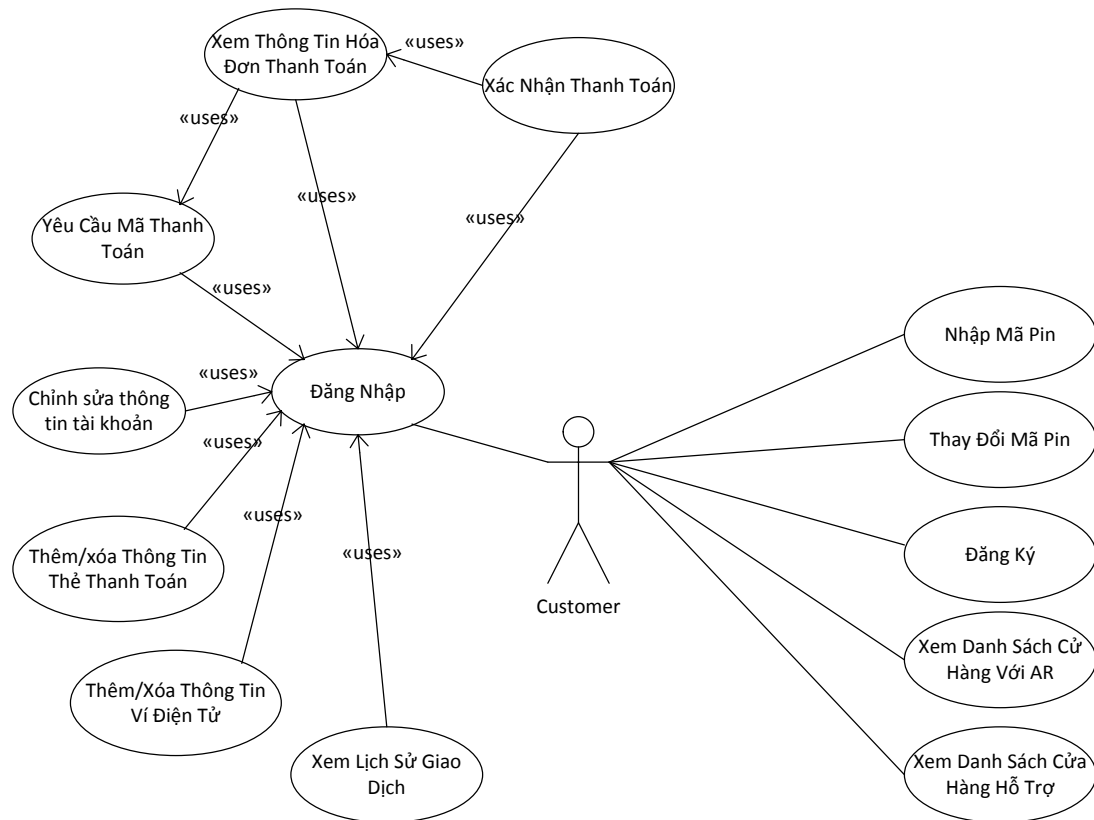 Xem Thông Tin Hóa
Đơn Thanh Toán
«uses»
Xác Nhận Thanh Toán
«uses»
«uses»
«uses»
Yêu Cầu Mã Thanh
Toán
«uses»
Nhập Mã Pin
«uses»
Chỉnh sửa thông
tin tài khoản
Đăng Nhập
«uses»
Thay Đổi Mã Pin
«uses»
«uses»
Thêm/xóa Thông Tin
Thẻ Thanh Toán
Đăng Ký
Customer
Xem Danh Sách Cử
Hàng Với AR
Thêm/Xóa Thông Tin
Ví Điện Tử
Xem Lịch Sử Giao
Dịch
Xem Danh Sách Cửa
Hàng Hỗ Trợ